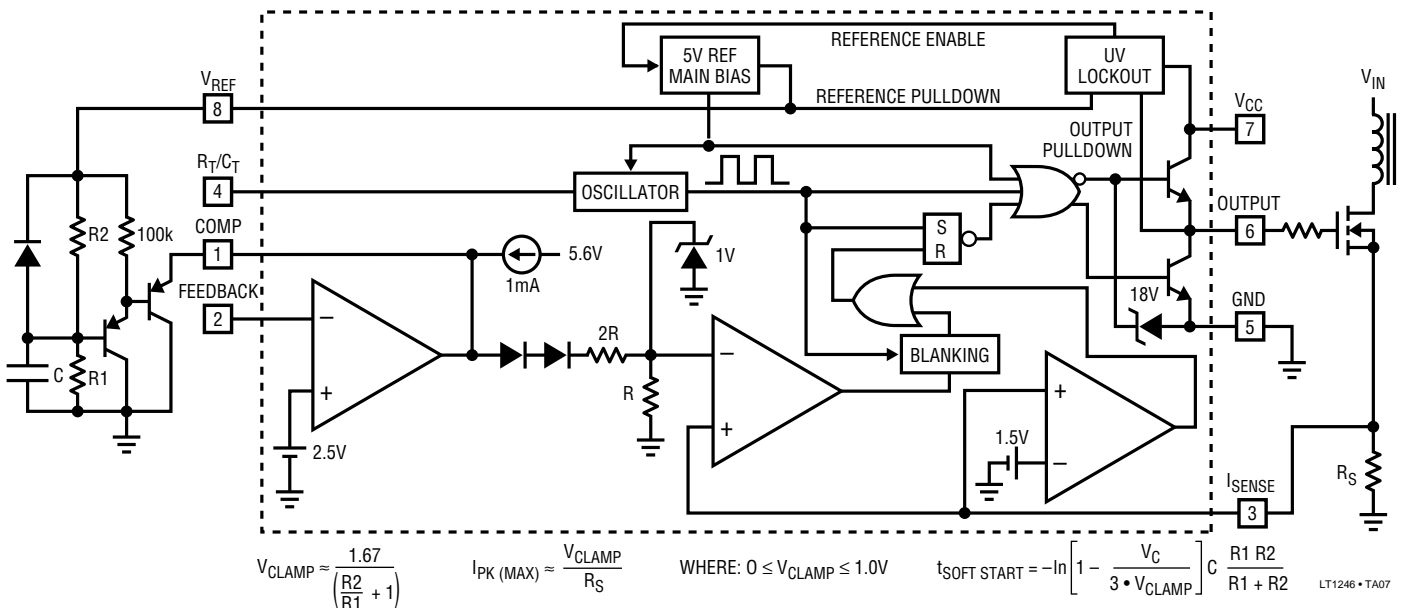 REFERENCE ENABLE
5V REF
MAIN BIAS
UV
LOCKOUT
V_REF
8
REFERENCE PULLDOWN
V_IN
V_CC
7
OUTPUT
PULLDOWN
R_T/C_T
4
OSCILLATOR
COMP
1
R2
100k
5.6V
1mA
1V
S
R
OUTPUT
6
FEEDBACK
2
–
+
2.5V
2R
R
–
+
BLANKING
18V
GND
5
C
R1
+
–
1.5V
I_SENSE
3
R_S
V_CLAMP ≈ 1.67 / (R2/R1 + 1)
I_PK (MAX) ≈ V_CLAMP / R_S
WHERE: O ≤ V_CLAMP ≤ 1.0V
t_SOFT START = –ln [1 – V_C / 3 • V_CLAMP] C R1 R2 / R1 + R2
LT1246 • TA07